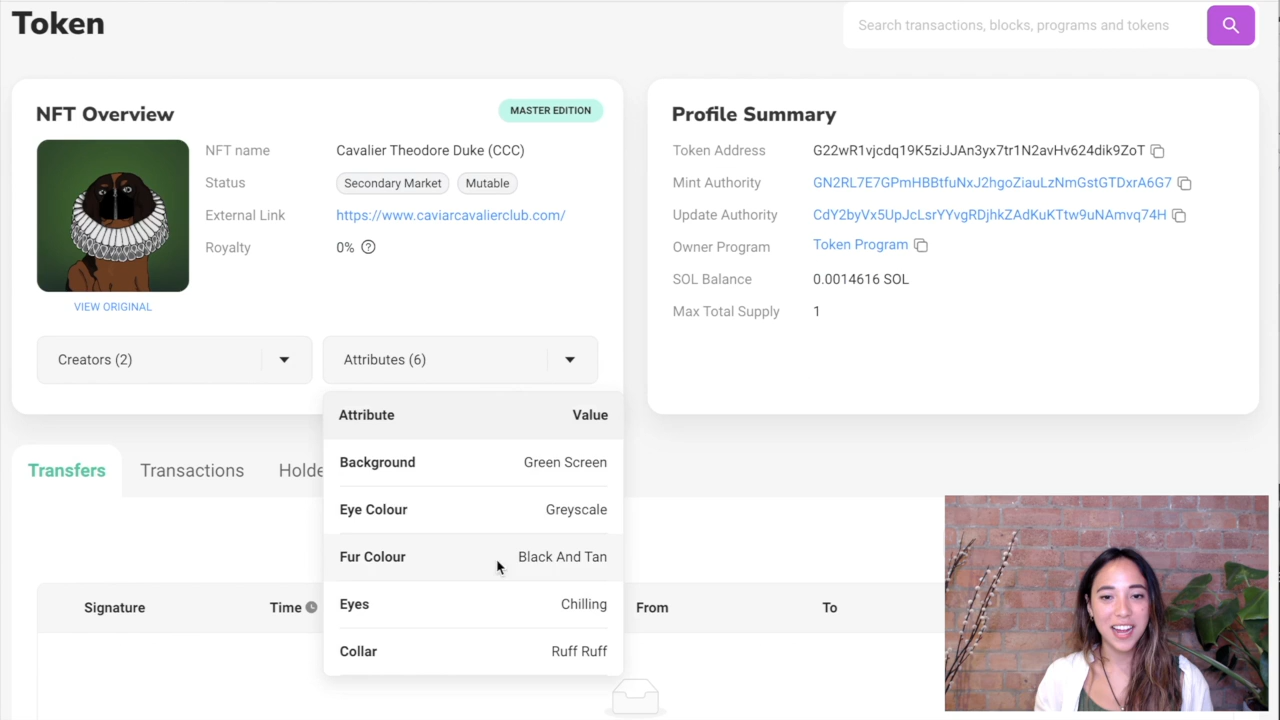 Token
Search transactions, blocks, programs and tokens
NFT Overview
MASTER EDITION
NFT name
Cavalier Theodore Duke (CCC)
Status
Secondary Market
Mutable
External Link
https://www.caviarcavalierclub.com/
Royalty
0%
VIEW ORIGINAL
Creators (2)
Attributes (6)
Attribute
Value
Background
Green Screen
Eye Colour
Greyscale
Fur Colour
Black And Tan
Eyes
Chilling
Collar
Ruff Ruff
Profile Summary
Token Address
G22wR1vjcdq19K5ziJJAn3yx7tr1N2avHv624dik9ZoT
Mint Authority
GN2RL7E7GPmHBBtfuNxJ2hgoZiauLzNmGstGTDxrA6G7
Update Authority
CdY2byVx5UpJcLsrYYvgRDjhkZAdKuKTtw9uNAmvq74H
Owner Program
Token Program
SOL Balance
0.0014616 SOL
Max Total Supply
1
Transfers
Transactions
Holde
Signature
Time
From
To